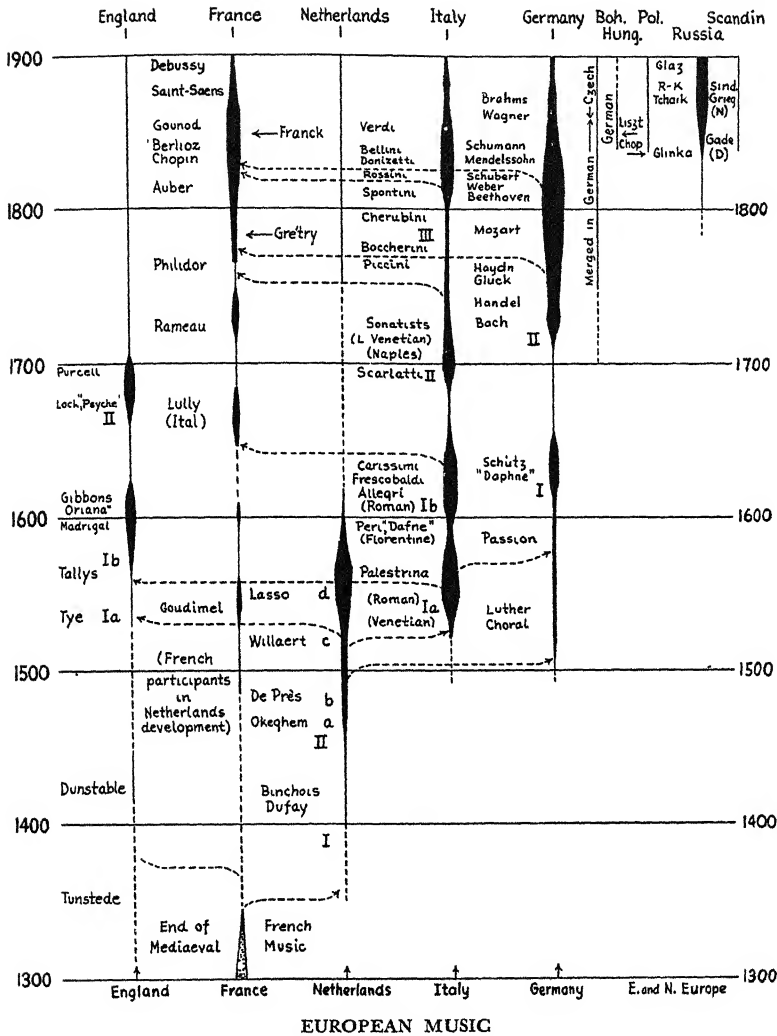 England France Netherlands Italy Germany Boh. Pol. Scandin
Hung. Russia
1900
Debussy
Saint-Saens
Gounod
Berlioz
Chopin
Auber
←Franck
Verdi
Bellini
Donizetti
Rossini
Spontini
Brahms
Wagner
Schumann
Mendelssohn
Schubert
Weber
Beethoven
Merged in German → ← Czech
German
Liszt
Chop
Glaz
R-K
Tchaik
Glinka
Sind.
Grieg
(N)
Gade
(D)
1800 1800
←Gretry
Philidor
Rameau
Cherubini
III
Boccherini
Piccini
Sonatists
(L Venetian)
(Naples)
Mozart
Haydn
Gluck
Handel
Bach
II
1700 1700
Purcell
Lock, "Psyche"
II
Lully
(Ital)
Scarlatti II
Carissimi
Frescobaldi
Allegri
(Roman) Ib
Schütz
"Daphne"
I
Gibbons
Oriana"
1600 1600
Madrigal
Ib
Tallys
Tye Ia
Goudimel
Lasso d
Willaert c
Peri, "Dafne"
(Florentine)
Palestrina
(Roman)
Ia
(Venetian)
Passion
Luther
Choral
1500 1500
(French
participants
in
Netherlands
development)
De Près b
Okeghem a
II
Dunstable
Binchois
Dufay
1400 1400
I
Tunstede
End of
Mediaeval
French
Music
1300 1300
England France Netherlands Italy Germany E. and N. Europe
EUROPEAN MUSIC